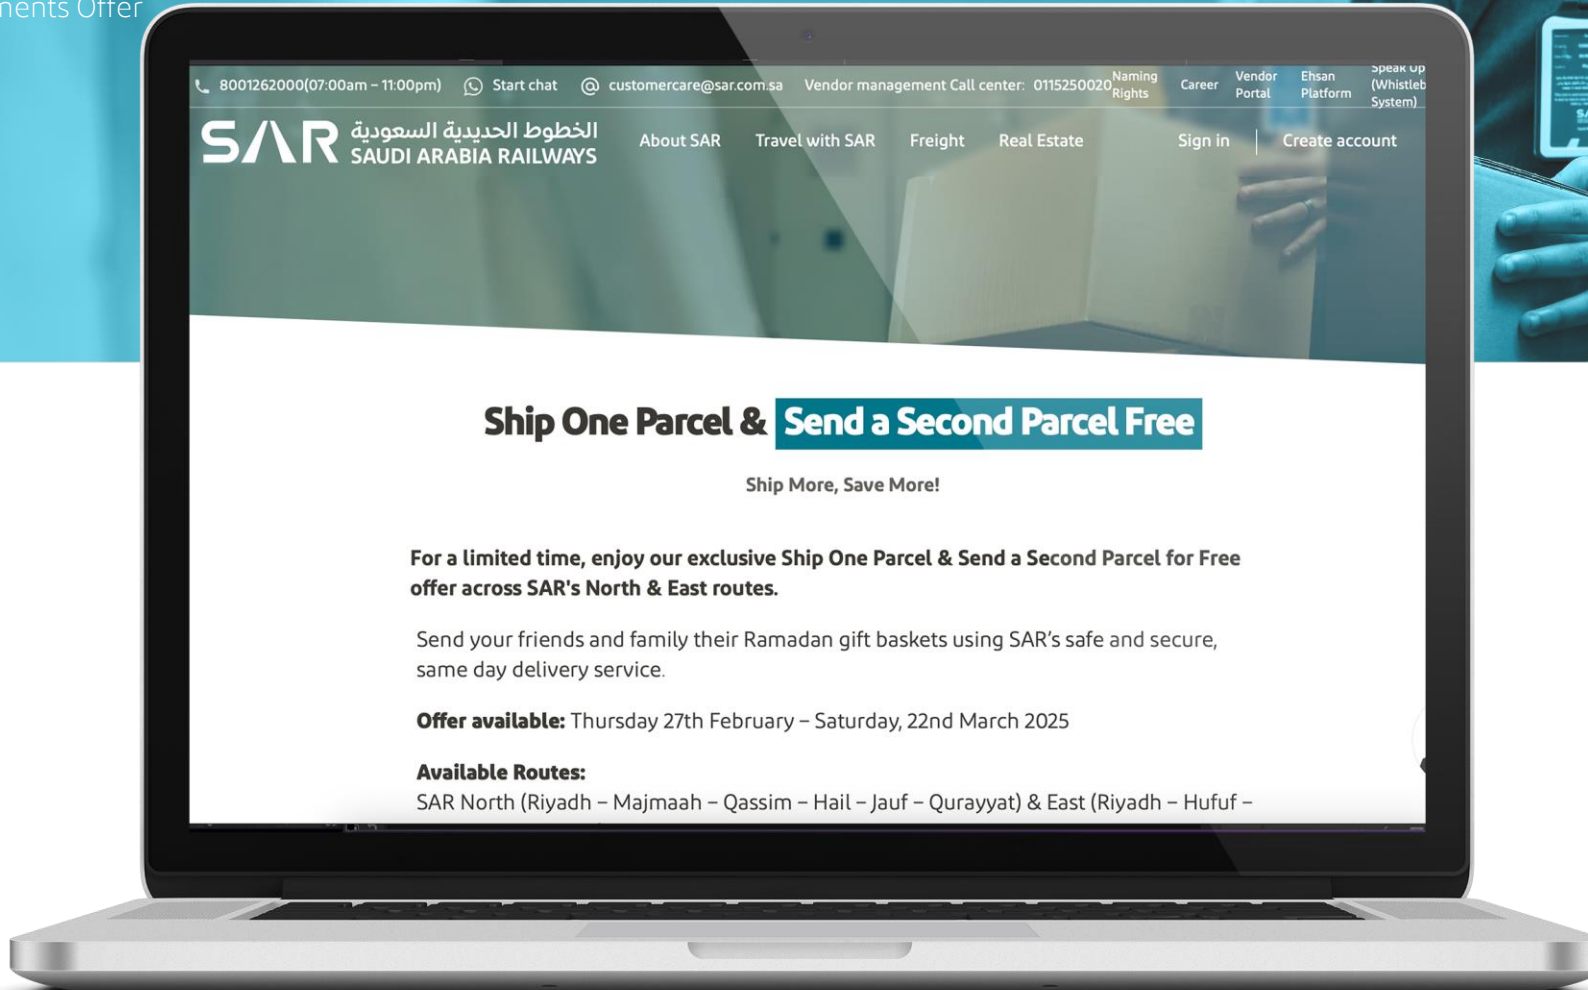 ments Offer
8001262000(07:00am – 11:00pm) Start chat customercare@sar.com.sa Vendor management Call center: 0115250020 Naming Rights Career Vendor Portal Ehsan Platform Speak Up (Whistleb System)
SAR الخطوط الحديدية السعودية
SAUDI ARABIA RAILWAYS
About SAR Travel with SAR Freight Real Estate Sign in Create account
Ship One Parcel & Send a Second Parcel Free
Ship More, Save More!
For a limited time, enjoy our exclusive Ship One Parcel & Send a Second Parcel for Free
offer across SAR's North & East routes.
Send your friends and family their Ramadan gift baskets using SAR’s safe and secure,
same day delivery service.
Offer available: Thursday 27th February – Saturday, 22nd March 2025
Available Routes:
SAR North (Riyadh – Majmaah – Qassim – Hail – Jauf – Qurayyat) & East (Riyadh – Hufuf –